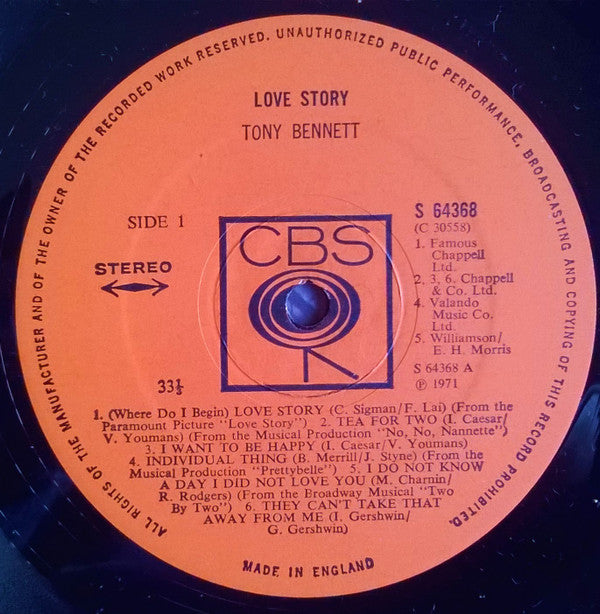 ALL RIGHTS OF THE MANUFACTURER AND OF THE OWNER OF THE RECORDED WORK RESERVED. UNAUTHORIZED PUBLIC PERFORMANCE, BROADCASTING AND COPYING OF THIS RECORD PROHIBITED.
LOVE STORY
TONY BENNETT
SIDE 1
STEREO
33⅓
CBS
S 64368
(C 30558)
1. Famous
Chappell
Ltd.
2. 3, 6. Chappell
& Co. Ltd.
4. Valando
Music Co.
Ltd.
5. Williamson/
E. H. Morris
S 64368 A
℗ 1971
1. (Where Do I Begin) LOVE STORY (C. Sigman/F. Lai) (From the
Paramount Picture "Love Story") 2. TEA FOR TWO (I. Caesar/
V. Youmans) (From the Musical Production "No, No, Nannette")
3. I WANT TO BE HAPPY (I. Caesar/V. Youmans)
4. INDIVIDUAL THING (B. Merrill/J. Styne) (From the
Musical Production "Prettybelle") 5. I DO NOT KNOW
A DAY I DID NOT LOVE YOU (M. Charnin/
R. Rodgers) (From the Broadway Musical "Two
By Two") 6. THEY CAN'T TAKE THAT
AWAY FROM ME (I. Gershwin/
G. Gershwin)
MADE IN ENGLAND